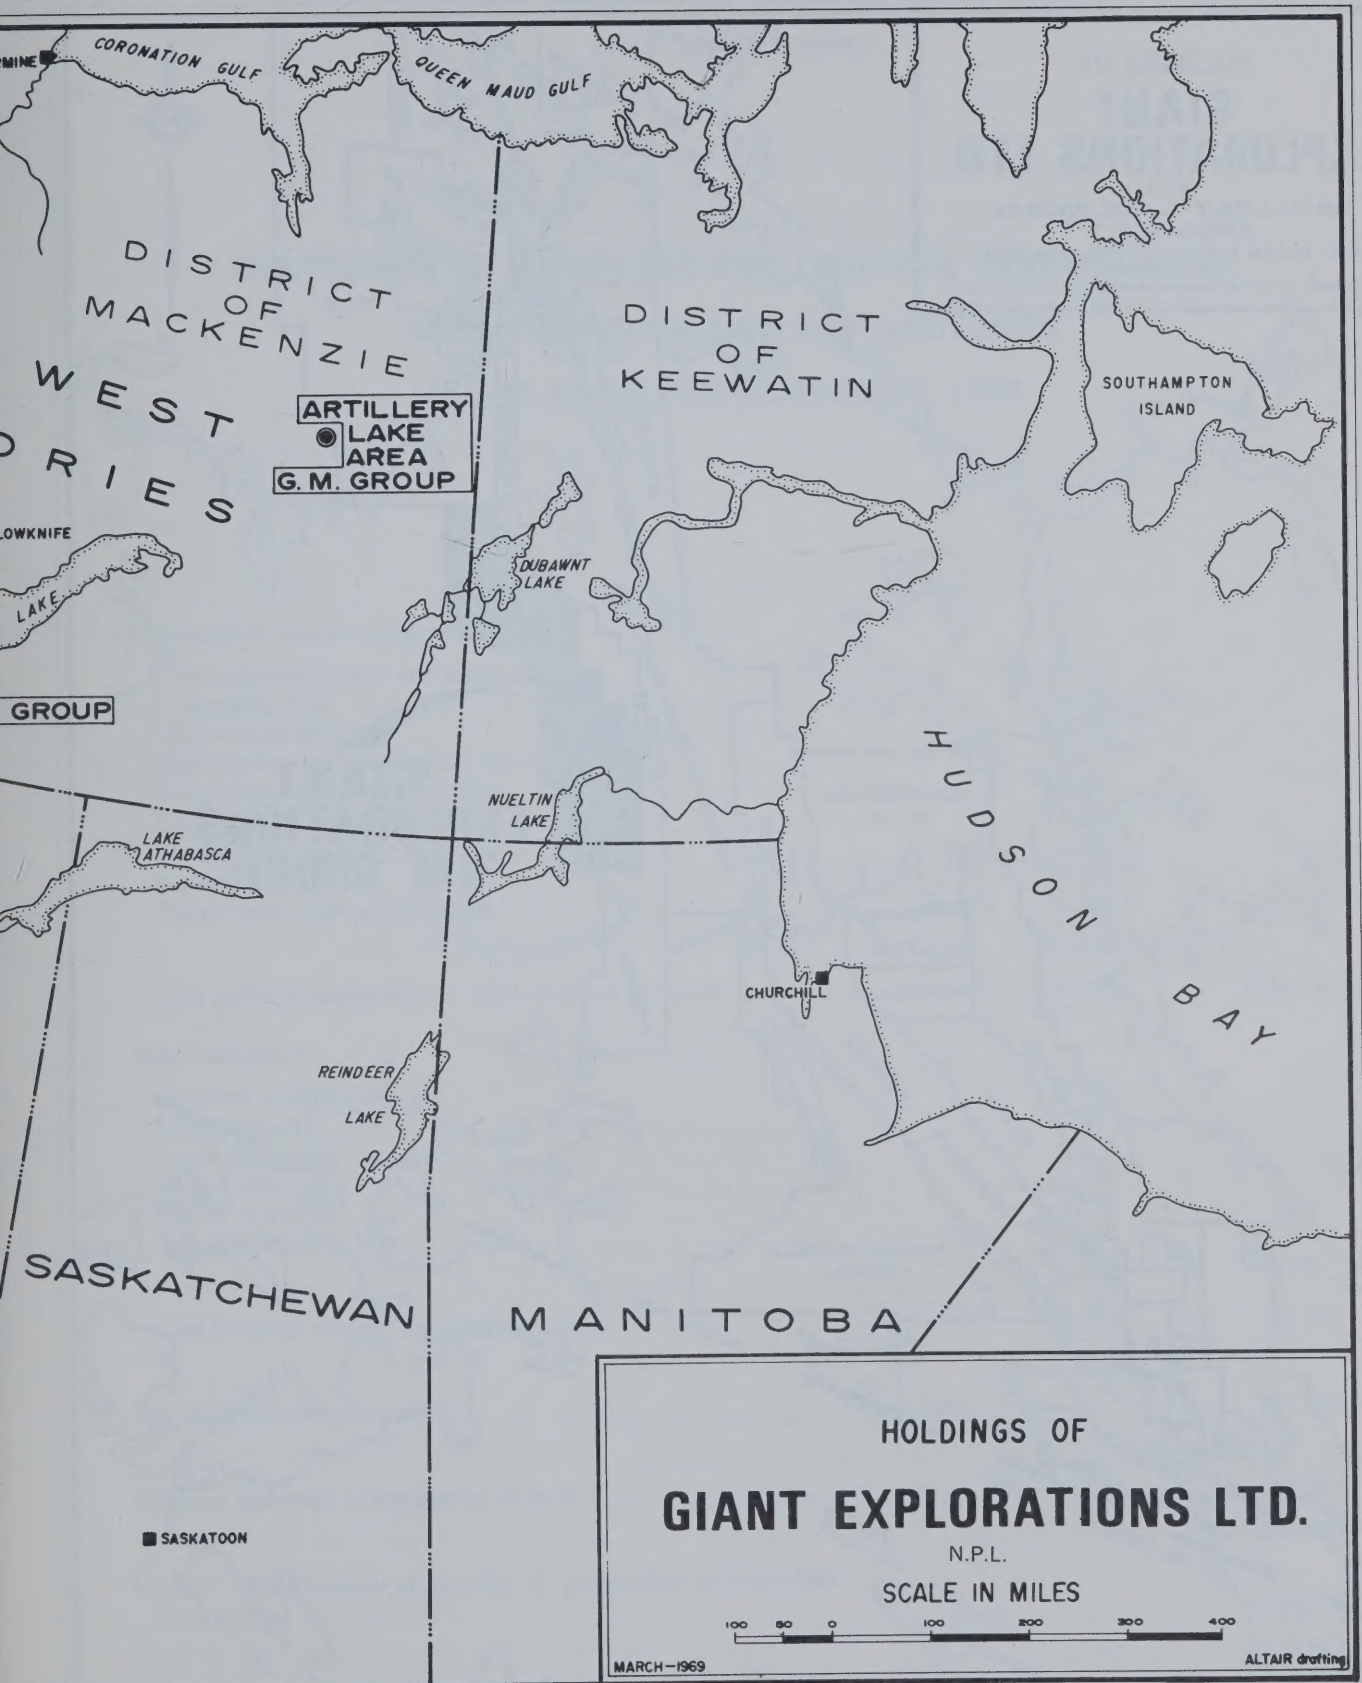 MINE
CORONATION GULF
QUEEN MAUD GULF
DISTRICT
OF
MACKENZIE
DISTRICT
OF
KEEWATIN
WEST
ORIES
ARTILLERY
LAKE
AREA
G. M. GROUP
SOUTHAMPTON
ISLAND
LOWKNIFE
LAKE
DUBAWNT
LAKE
GROUP
HUDSON BAY
NUELTIN
LAKE
LAKE
ATHABASCA
CHURCHILL
REINDEER
LAKE
SASKATCHEWAN
MANITOBA
SASKATOON
HOLDINGS OF
GIANT EXPLORATIONS LTD.
N.P.L.
SCALE IN MILES
100 50 0 100 200 300 400
MARCH-1969
ALTAIR drafting